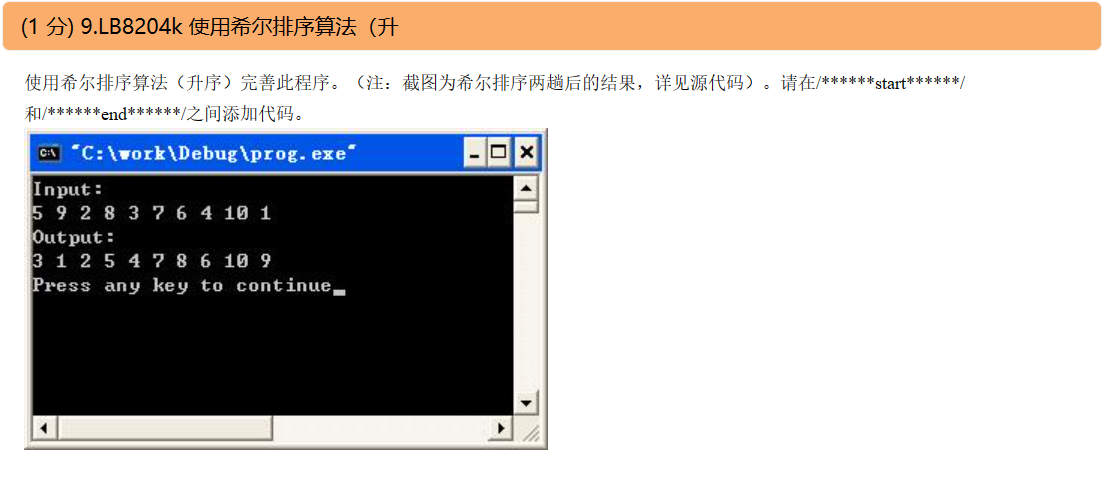 (1 分) 9.LB8204k 使用希尔排序算法（升
使用希尔排序算法（升序）完善此程序。（注：截图为希尔排序两趟后的结果，详见源代码）。请在/******start******/
和/******end******/之间添加代码。
"C:\work\Debug\prog.exe"
Input:
5 9 2 8 3 7 6 4 10 1
Output:
3 1 2 5 4 7 8 6 10 9
Press any key to continue_